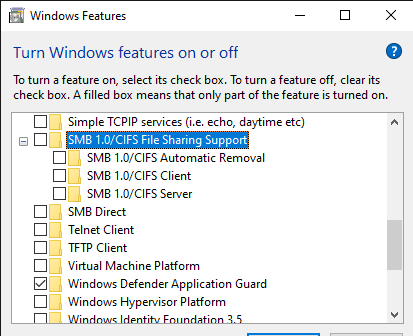 Windows Features
Turn Windows features on or off
To turn a feature on, select its check box. To turn a feature off, clear its
check box. A filled box means that only part of the feature is turned on.
Simple TCPIP services (i.e. echo, daytime etc)
SMB 1.0/CIFS File Sharing Support
SMB 1.0/CIFS Automatic Removal
SMB 1.0/CIFS Client
SMB 1.0/CIFS Server
SMB Direct
Telnet Client
TFTP Client
Virtual Machine Platform
Windows Defender Application Guard
Windows Hypervisor Platform
Windows Identity Foundation 3.5